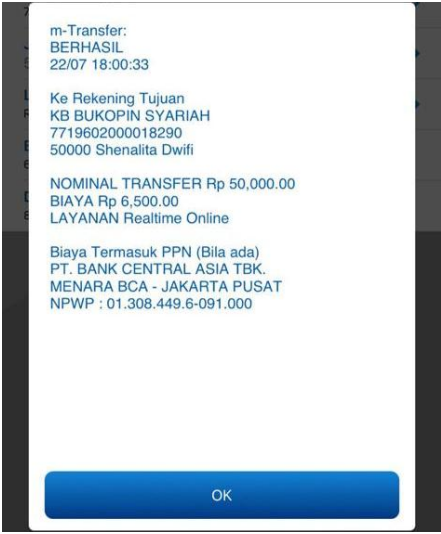 m-Transfer:
BERHASIL
22/07 18:00:33
Ke Rekening Tujuan
KB BUKOPIN SYARIAH
7719602000018290
50000 Shenalita Dwifi
NOMINAL TRANSFER Rp 50,000.00
BIAYA Rp 6,500.00
LAYANAN Realtime Online
Biaya Termasuk PPN (Bila ada)
PT. BANK CENTRAL ASIA TBK.
MENARA BCA - JAKARTA PUSAT
NPWP : 01.308.449.6-091.000
OK